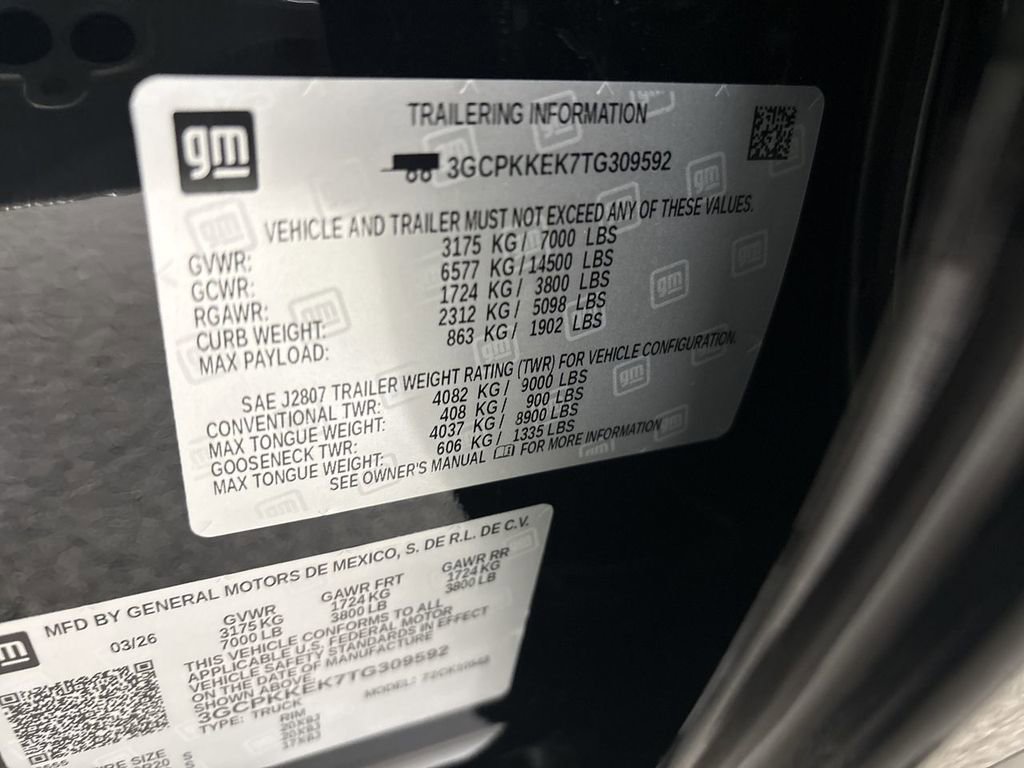 gm
TRAILERING INFORMATION
3GCPKKEK7TG309592
VEHICLE AND TRAILER MUST NOT EXCEED ANY OF THESE VALUES.
GVWR: 3175 KG/ 7000 LBS
GCWR: 6577 KG/14500 LBS
RGAWR: 1724 KG/ 3800 LBS
CURB WEIGHT: 2312 KG/ 5098 LBS
MAX PAYLOAD: 863 KG/ 1902 LBS
SAE J2807 TRAILER WEIGHT RATING (TWR) FOR VEHICLE CONFIGURATION.
CONVENTIONAL TWR: 4082 KG/ 9000 LBS
MAX TONGUE WEIGHT: 408 KG/ 900 LBS
GOOSENECK TWR: 4037 KG/ 8900 LBS
MAX TONGUE WEIGHT: 606 KG/ 1335 LBS
SEE OWNER'S MANUAL FOR MORE INFORMATION
MFD BY GENERAL MOTORS DE MEXICO, S. DE R.L. DE C.V.
03/26 GVWR GAWR FRT GAWR RR
3175 KG 1724 KG 1724 KG
7000 LB 3800 LB 3800 LB
THIS VEHICLE CONFORMS TO ALL
APPLICABLE U.S. FEDERAL MOTOR
VEHICLE SAFETY STANDARDS IN EFFECT
ON THE DATE OF MANUFACTURE
SHOWN ABOVE.
3GCPKKEK7TG309592
TYPE: TRUCK MODEL:
RIM
20X9J
20X9J
17X8J
SIZE